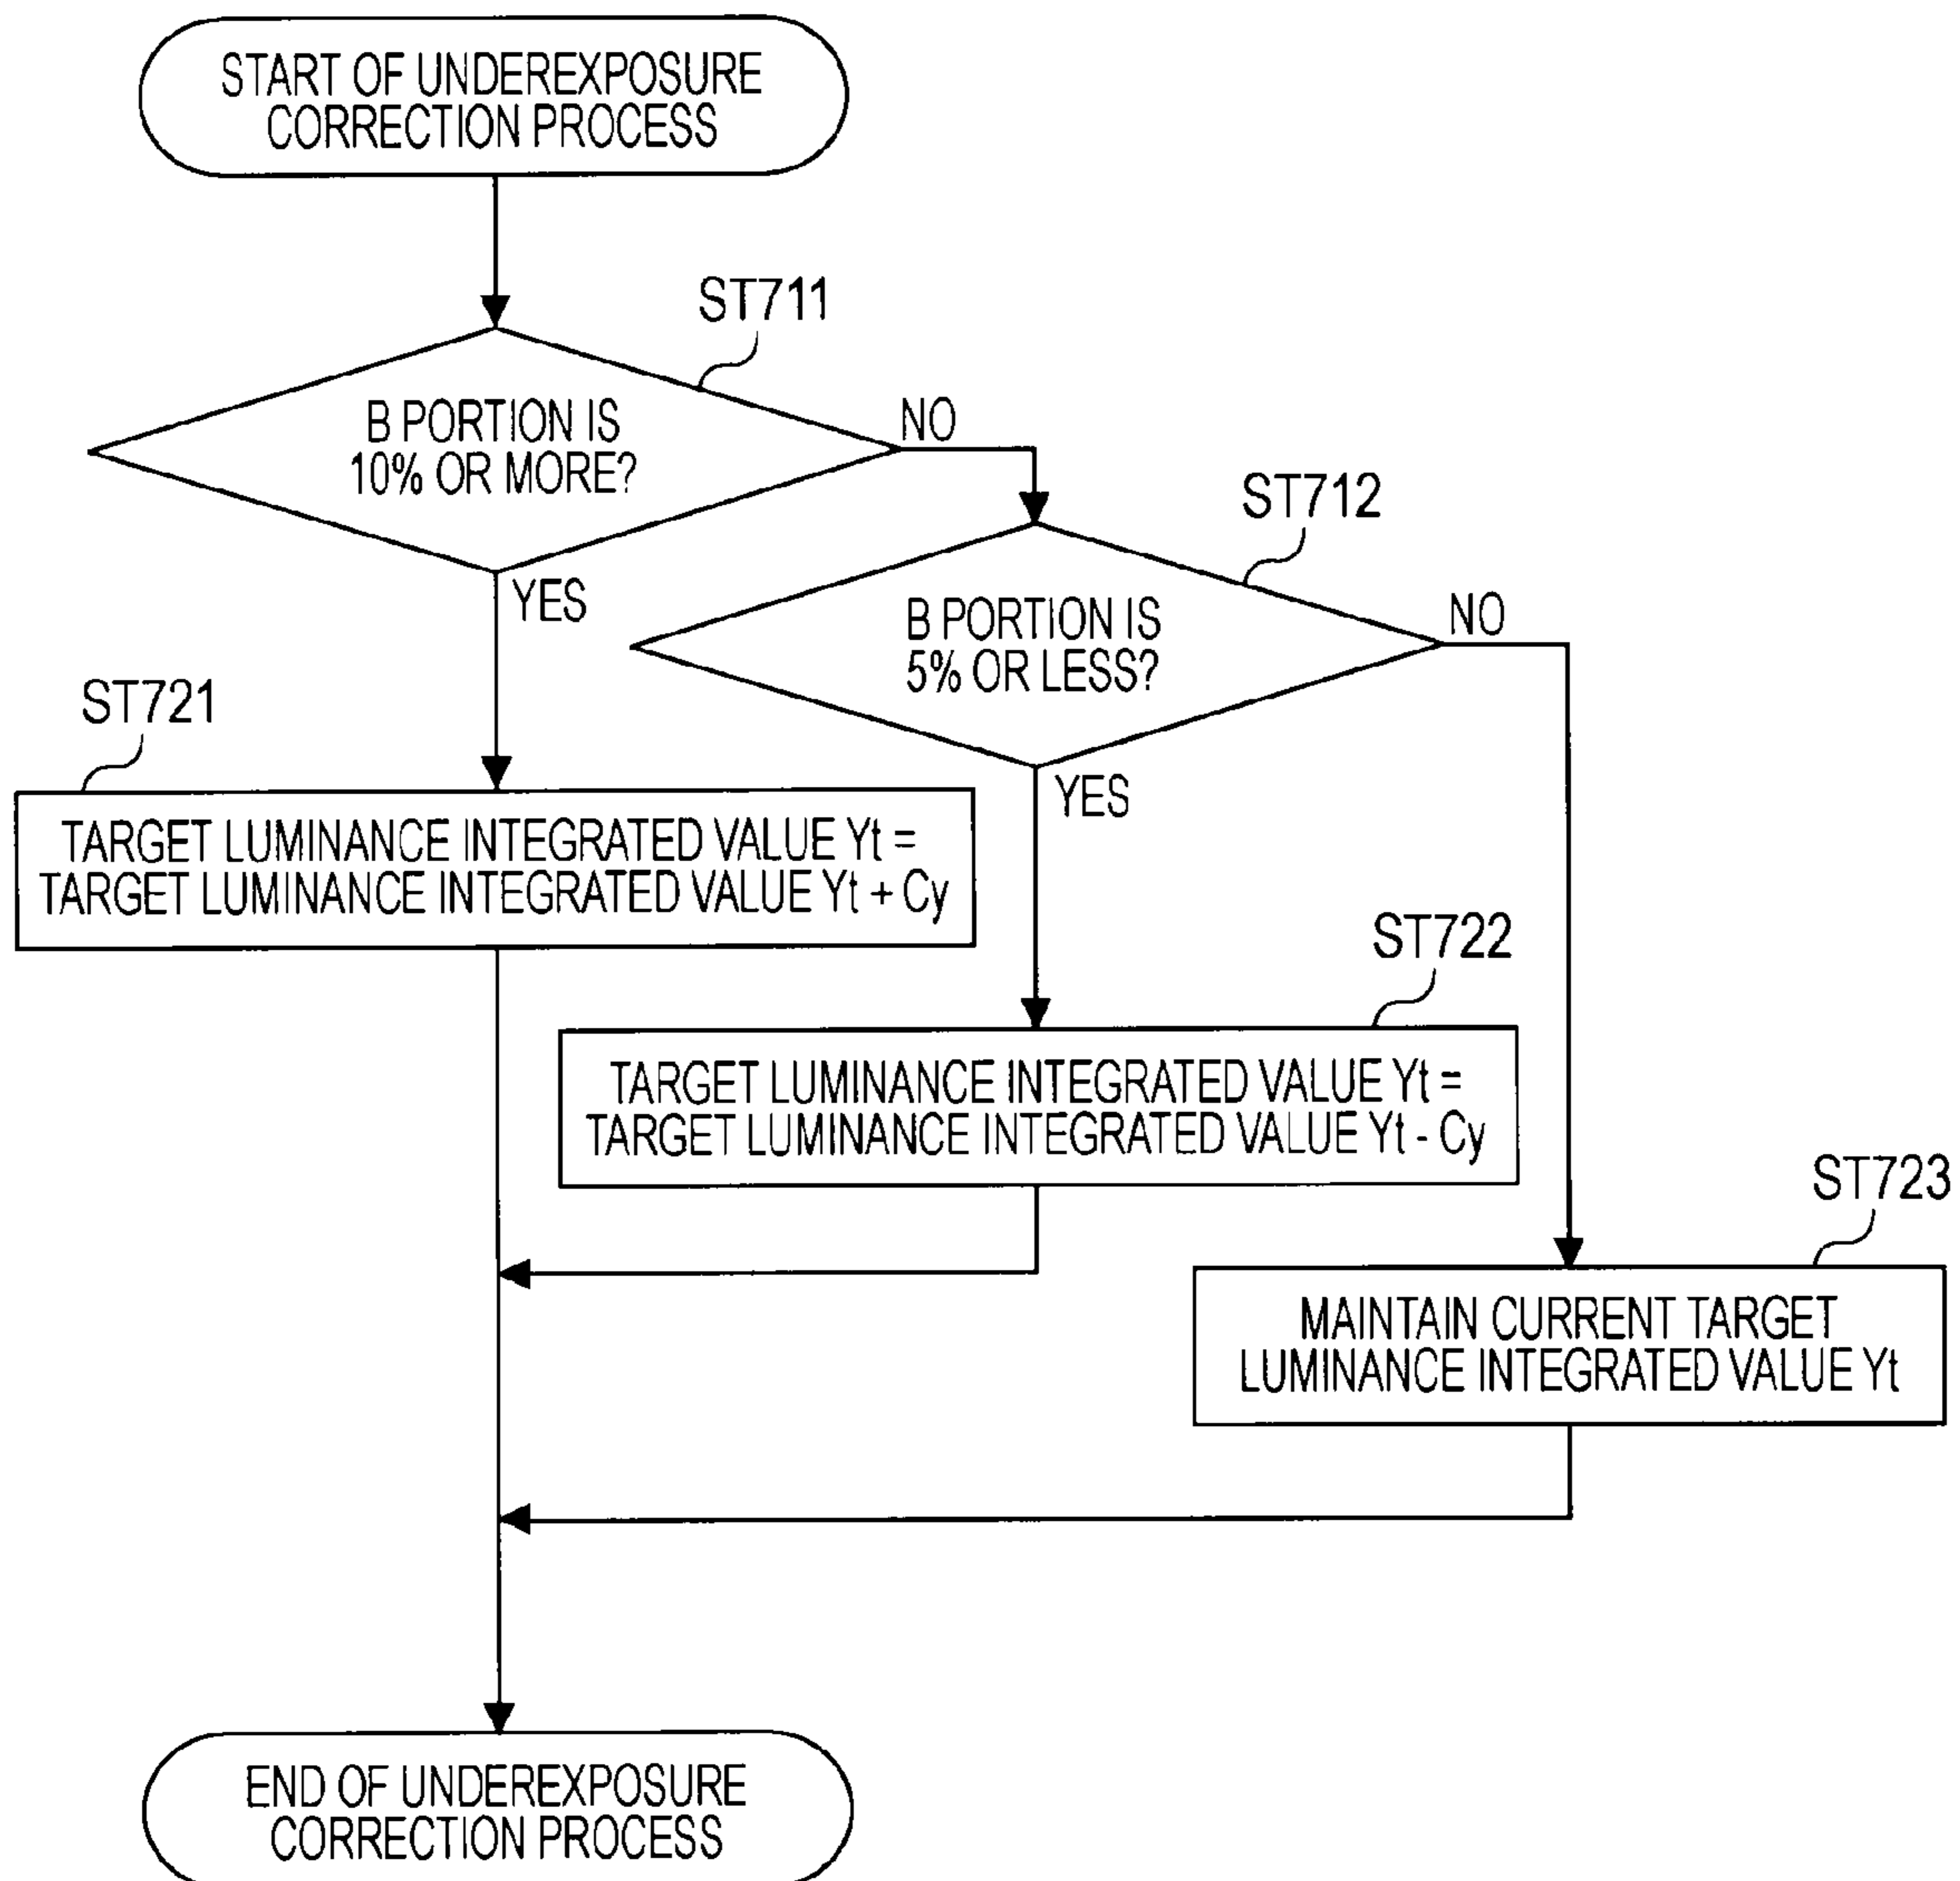 START OF UNDEREXPOSURE
CORRECTION PROCESS
ST711
B PORTION IS
10% OR MORE?
NO
YES
ST712
B PORTION IS
5% OR LESS?
NO
YES
ST721
TARGET LUMINANCE INTEGRATED VALUE Yt =
TARGET LUMINANCE INTEGRATED VALUE Yt + Cy
ST722
TARGET LUMINANCE INTEGRATED VALUE Yt =
TARGET LUMINANCE INTEGRATED VALUE Yt - Cy
ST723
MAINTAIN CURRENT TARGET
LUMINANCE INTEGRATED VALUE Yt
END OF UNDEREXPOSURE
CORRECTION PROCESS